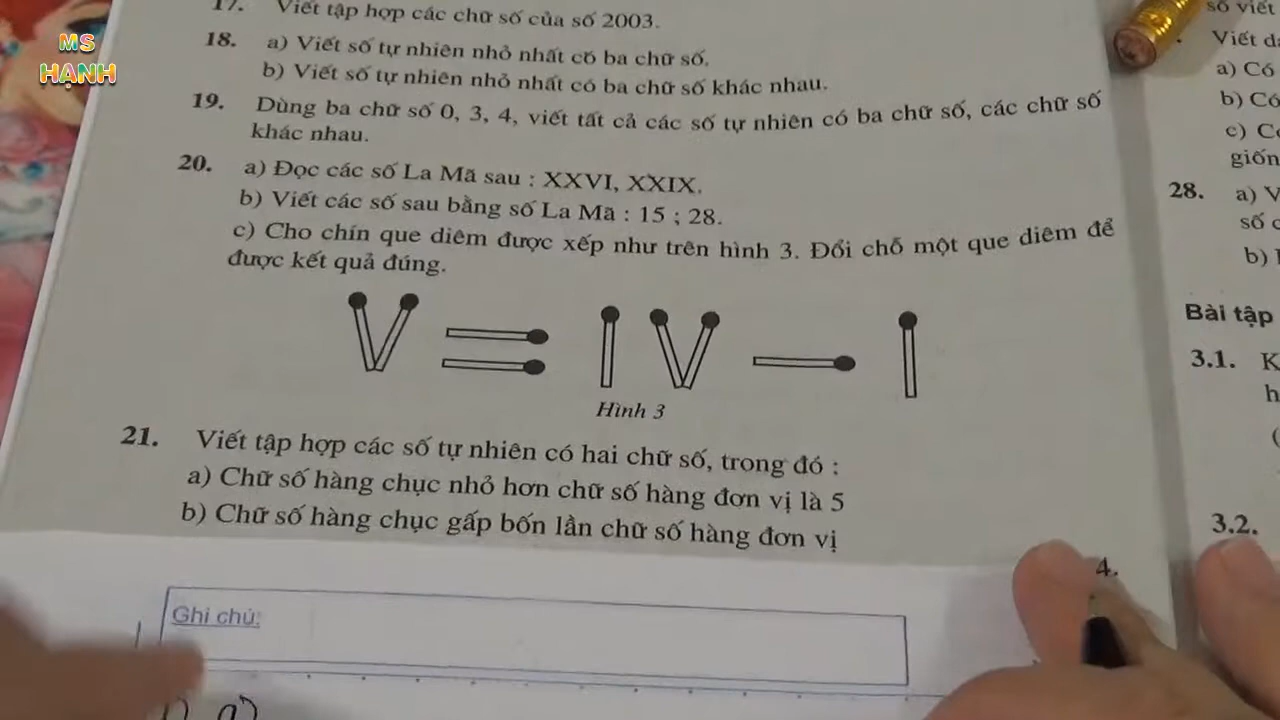 MS
HẠNH
17. Viết tập hợp các chữ số của số 2003.
18. a) Viết số tự nhiên nhỏ nhất có ba chữ số.
b) Viết số tự nhiên nhỏ nhất có ba chữ số khác nhau.
19. Dùng ba chữ số 0, 3, 4, viết tất cả các số tự nhiên có ba chữ số, các chữ số
khác nhau.
20. a) Đọc các số La Mã sau : XXVI, XXIX.
b) Viết các số sau bằng số La Mã : 15 ; 28.
c) Cho chín que diêm được xếp như trên hình 3. Đổi chỗ một que diêm để
được kết quả đúng.
V = IV - I
Hình 3
21. Viết tập hợp các số tự nhiên có hai chữ số, trong đó :
a) Chữ số hàng chục nhỏ hơn chữ số hàng đơn vị là 5
b) Chữ số hàng chục gấp bốn lần chữ số hàng đơn vị
4.
Ghi chú:
a)
số viết
Viết
a) Có
b) Có
c)
28. a)
số
b)
Bài tập
3.1.
3.2.